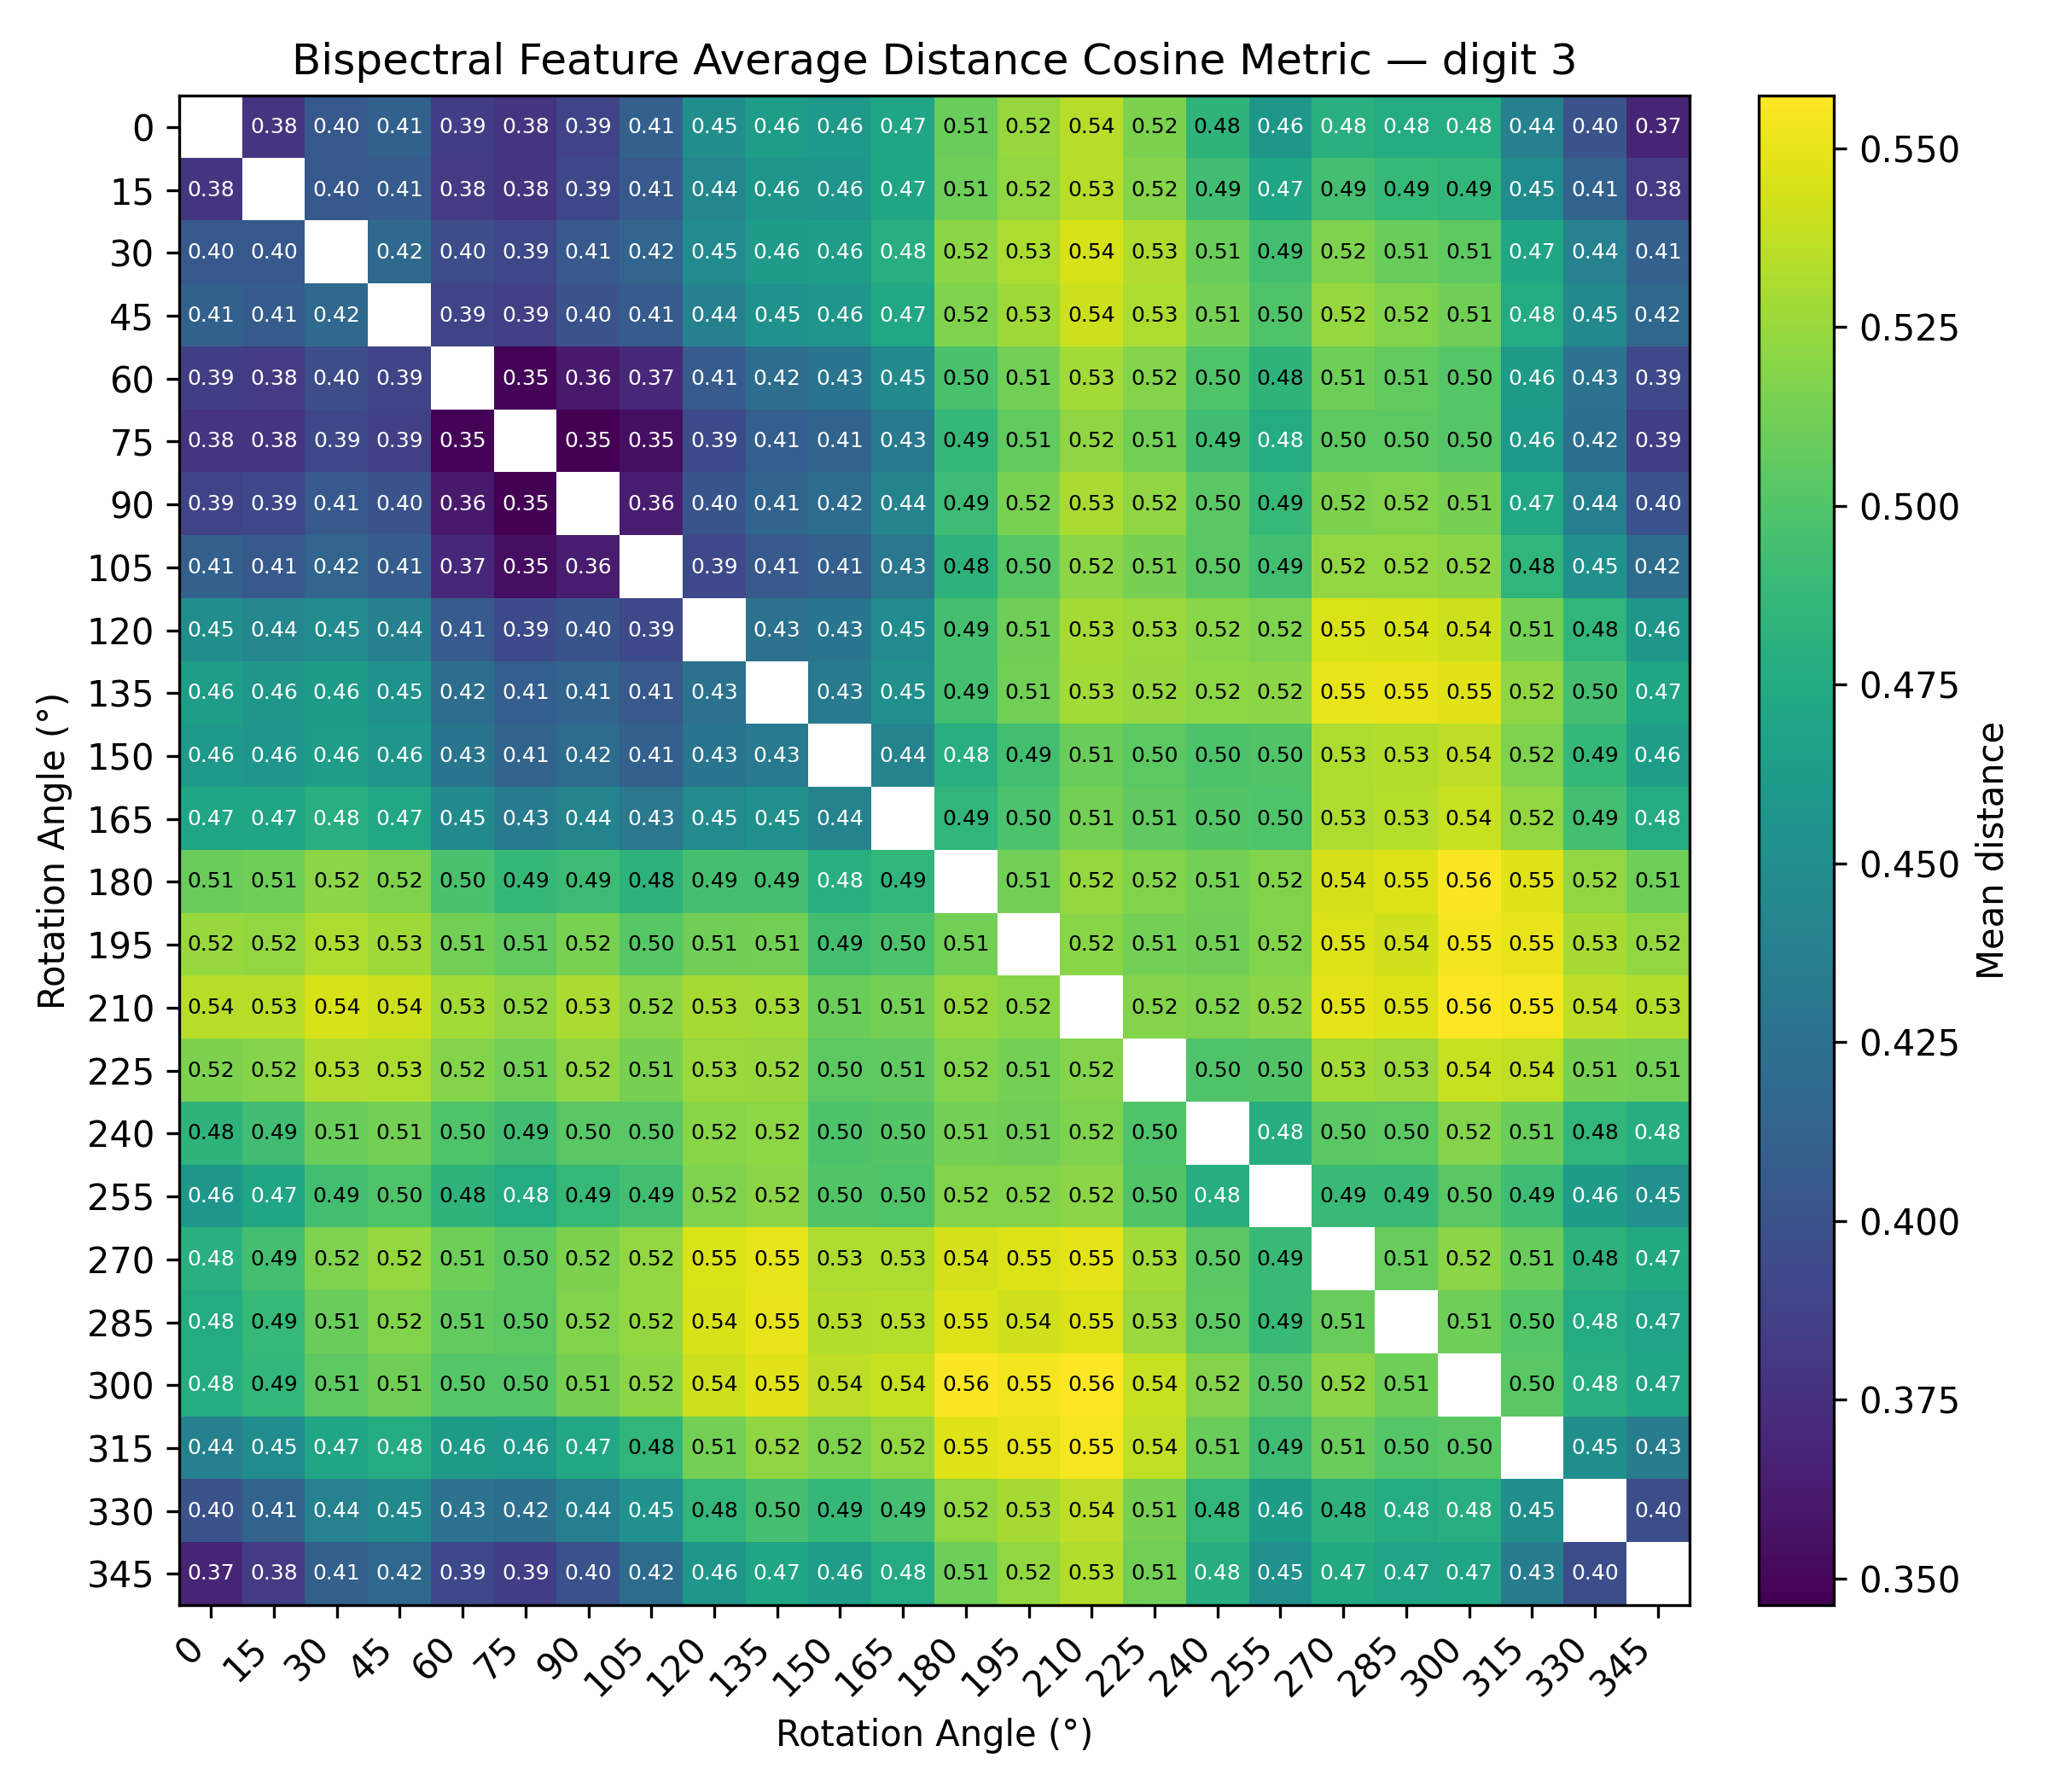 Bispectral Feature Average Distance Cosine Metric — digit 3
0 0.38 0.40 0.41 0.39 0.38 0.39 0.41 0.45 0.46 0.46 0.47 0.51 0.52 0.54 0.52 0.48 0.46 0.48 0.48 0.48 0.44 0.40 0.37
15 0.38 0.40 0.41 0.38 0.38 0.39 0.41 0.44 0.46 0.46 0.47 0.51 0.52 0.53 0.52 0.49 0.47 0.49 0.49 0.49 0.45 0.41 0.38
30 0.40 0.40 0.42 0.40 0.39 0.41 0.42 0.45 0.46 0.46 0.48 0.52 0.53 0.54 0.53 0.51 0.49 0.52 0.51 0.51 0.47 0.44 0.41
45 0.41 0.41 0.42 0.39 0.39 0.40 0.41 0.44 0.45 0.46 0.47 0.52 0.53 0.54 0.53 0.51 0.50 0.52 0.52 0.51 0.48 0.45 0.42
60 0.39 0.38 0.40 0.39 0.35 0.36 0.37 0.41 0.42 0.43 0.45 0.50 0.51 0.53 0.52 0.50 0.48 0.51 0.51 0.50 0.46 0.43 0.39
75 0.38 0.38 0.39 0.39 0.35 0.35 0.35 0.39 0.41 0.41 0.43 0.49 0.51 0.52 0.51 0.49 0.48 0.50 0.50 0.50 0.46 0.42 0.39
90 0.39 0.39 0.41 0.40 0.36 0.35 0.36 0.40 0.41 0.42 0.44 0.49 0.52 0.53 0.52 0.50 0.49 0.52 0.52 0.51 0.47 0.44 0.40
105 0.41 0.41 0.42 0.41 0.37 0.35 0.36 0.39 0.41 0.41 0.43 0.48 0.50 0.52 0.51 0.50 0.49 0.52 0.52 0.52 0.48 0.45 0.42
120 0.45 0.44 0.45 0.44 0.41 0.39 0.40 0.39 0.43 0.43 0.45 0.49 0.51 0.53 0.53 0.52 0.52 0.55 0.54 0.54 0.51 0.48 0.46
135 0.46 0.46 0.46 0.45 0.42 0.41 0.41 0.41 0.43 0.43 0.45 0.49 0.51 0.53 0.52 0.52 0.52 0.55 0.55 0.55 0.52 0.50 0.47
150 0.46 0.46 0.46 0.46 0.43 0.41 0.42 0.41 0.43 0.43 0.44 0.48 0.49 0.51 0.50 0.50 0.50 0.53 0.53 0.54 0.52 0.49 0.46
165 0.47 0.47 0.48 0.47 0.45 0.43 0.44 0.43 0.45 0.45 0.44 0.49 0.50 0.51 0.51 0.50 0.50 0.53 0.53 0.54 0.52 0.49 0.48
180 0.51 0.51 0.52 0.52 0.50 0.49 0.49 0.48 0.49 0.49 0.48 0.49 0.51 0.52 0.52 0.51 0.52 0.54 0.55 0.56 0.55 0.52 0.51
195 0.52 0.52 0.53 0.53 0.51 0.51 0.52 0.50 0.51 0.51 0.49 0.50 0.51 0.52 0.51 0.51 0.52 0.55 0.54 0.55 0.55 0.53 0.52
210 0.54 0.53 0.54 0.54 0.53 0.52 0.53 0.52 0.53 0.53 0.51 0.51 0.52 0.52 0.52 0.52 0.52 0.55 0.55 0.56 0.55 0.54 0.53
225 0.52 0.52 0.53 0.53 0.52 0.51 0.52 0.51 0.53 0.52 0.50 0.51 0.52 0.51 0.52 0.50 0.50 0.53 0.53 0.54 0.54 0.51 0.51
240 0.48 0.49 0.51 0.51 0.50 0.49 0.50 0.50 0.52 0.52 0.50 0.50 0.51 0.51 0.52 0.50 0.48 0.50 0.50 0.52 0.51 0.48 0.48
255 0.46 0.47 0.49 0.50 0.48 0.48 0.49 0.49 0.52 0.52 0.50 0.50 0.52 0.52 0.52 0.50 0.48 0.49 0.49 0.50 0.49 0.46 0.45
270 0.48 0.49 0.52 0.52 0.51 0.50 0.52 0.52 0.55 0.55 0.53 0.53 0.54 0.55 0.55 0.53 0.50 0.49 0.51 0.52 0.51 0.48 0.47
285 0.48 0.49 0.51 0.52 0.51 0.50 0.52 0.52 0.54 0.55 0.53 0.53 0.55 0.54 0.55 0.53 0.50 0.49 0.51 0.51 0.50 0.48 0.47
300 0.48 0.49 0.51 0.51 0.50 0.50 0.51 0.52 0.54 0.55 0.54 0.54 0.56 0.55 0.56 0.54 0.52 0.50 0.52 0.51 0.50 0.48 0.47
315 0.44 0.45 0.47 0.48 0.46 0.46 0.47 0.48 0.51 0.52 0.52 0.52 0.55 0.55 0.55 0.54 0.51 0.49 0.51 0.50 0.50 0.45 0.43
330 0.40 0.41 0.44 0.45 0.43 0.42 0.44 0.45 0.48 0.50 0.49 0.49 0.52 0.53 0.54 0.51 0.48 0.46 0.48 0.48 0.48 0.45 0.40
345 0.37 0.38 0.41 0.42 0.39 0.39 0.40 0.42 0.46 0.47 0.46 0.48 0.51 0.52 0.53 0.51 0.48 0.45 0.47 0.47 0.47 0.43 0.40
0 15 30 45 60 75 90 105 120 135 150 165 180 195 210 225 240 255 270 285 300 315 330 345
Rotation Angle (°)
Rotation Angle (°)
0.550
0.525
0.500
0.475
0.450
0.425
0.400
0.375
0.350
Mean distance